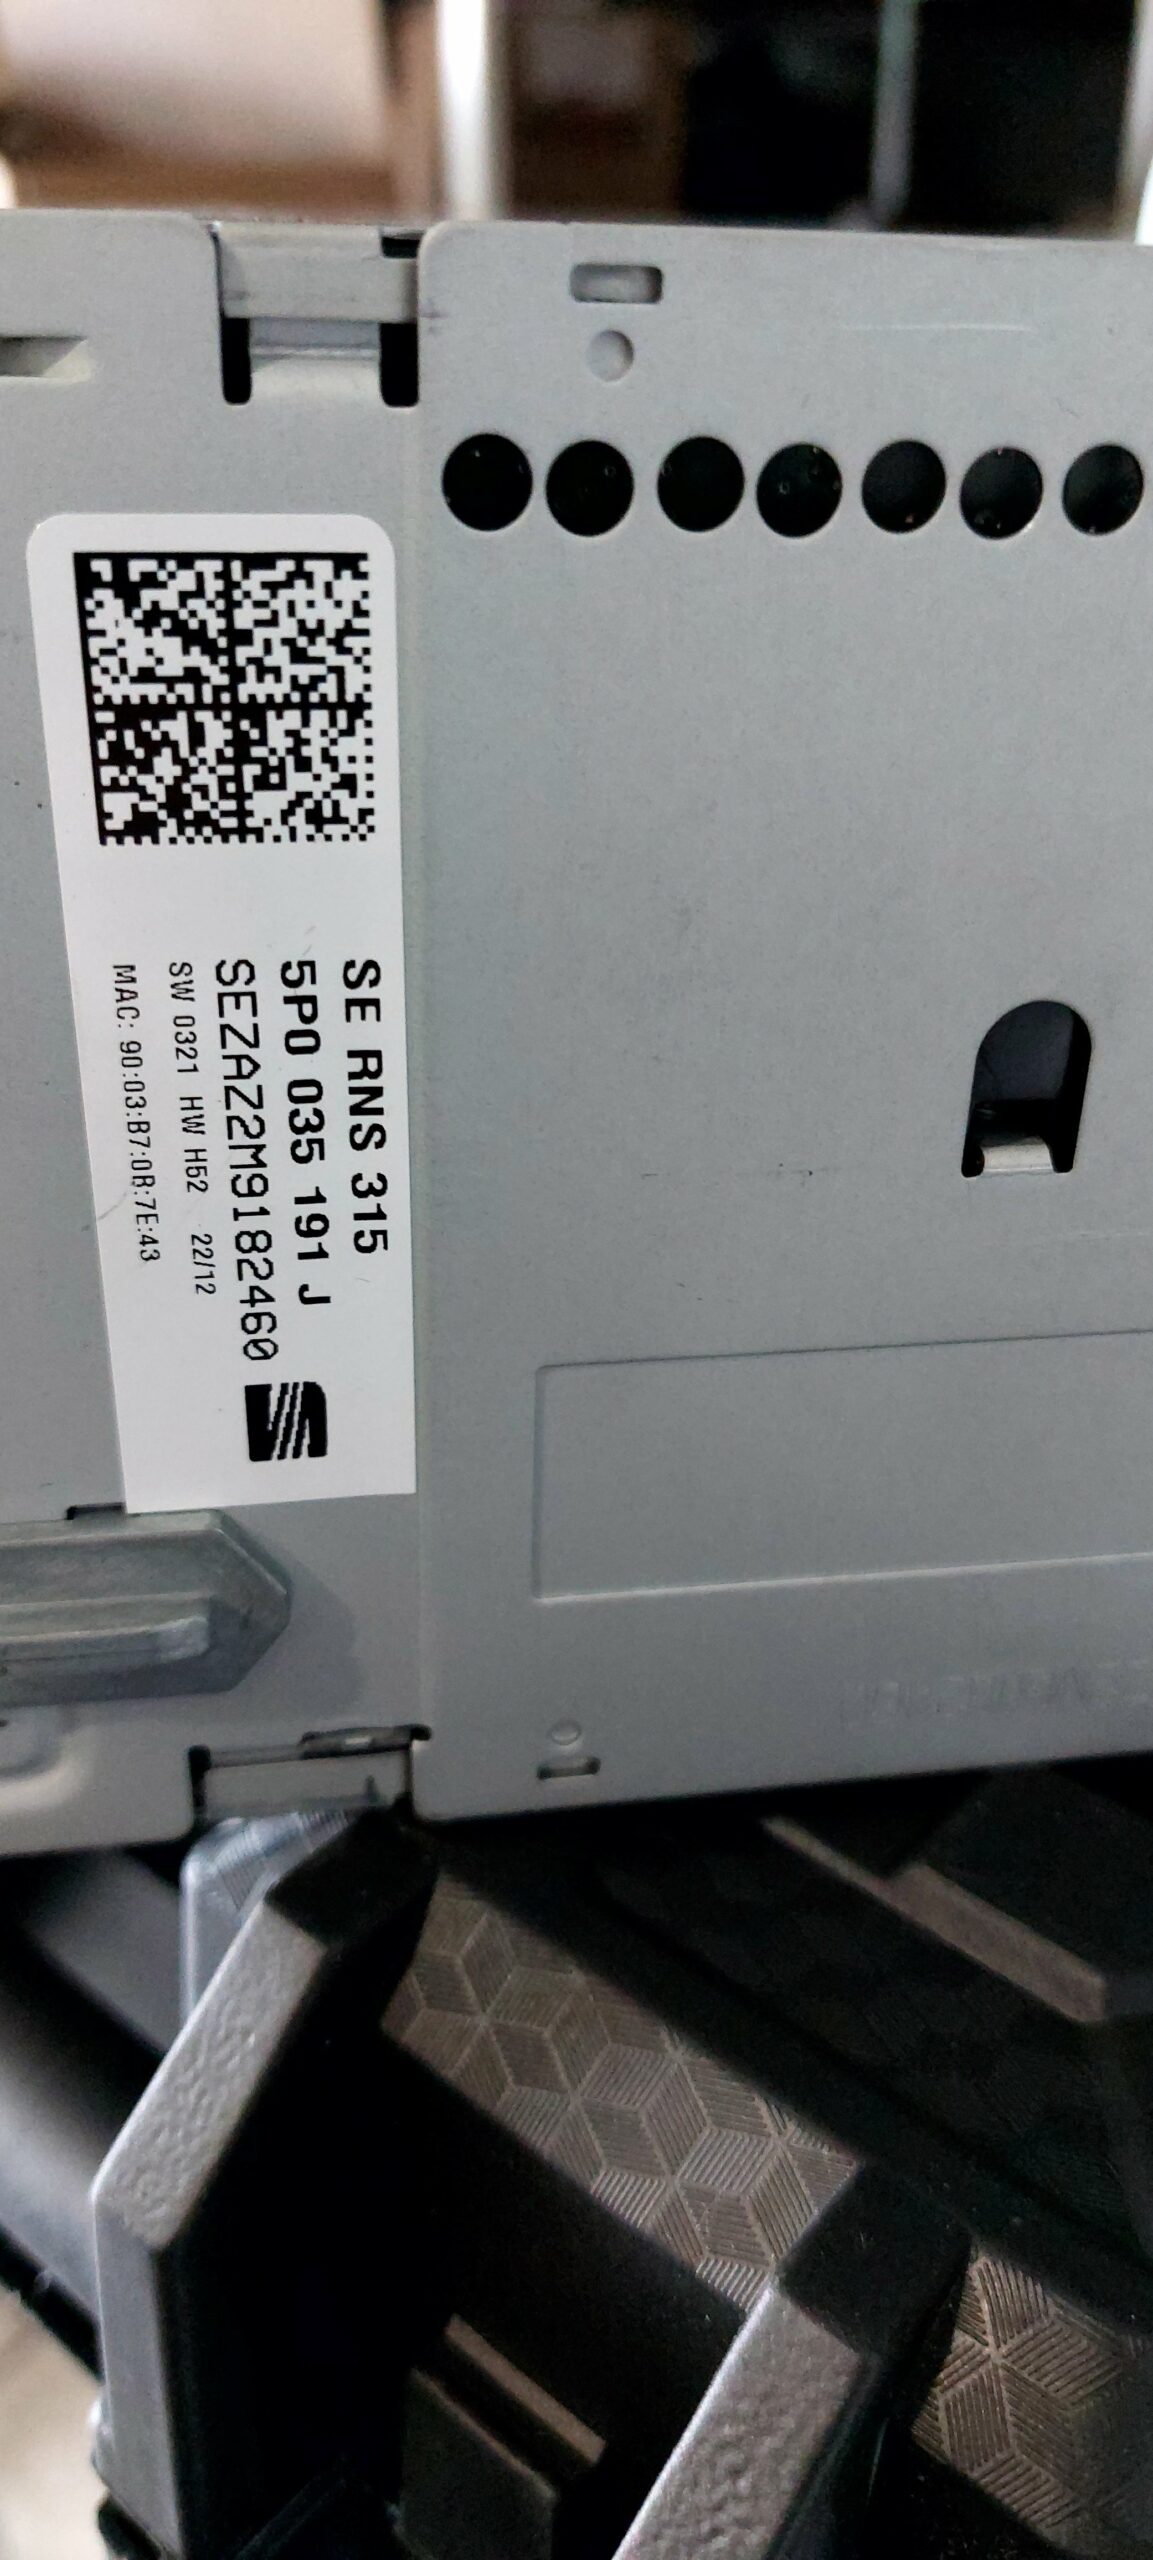 SE RNS 315
5P0 035 191 J
SEZAZ2M9182460
SW 0321 HW H52 22/12
MAC: 90:03:B7:0B:7E:43